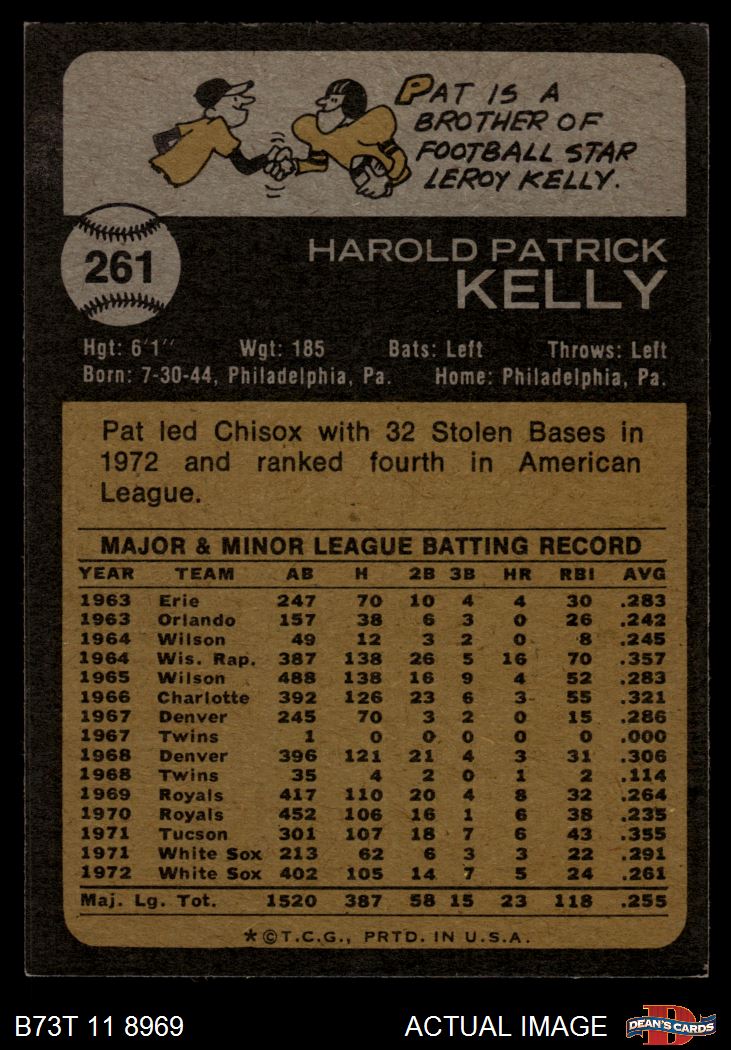 PAT IS A
BROTHER OF
FOOTBALL STAR
LEROY KELLY.
261
HAROLD PATRICK
KELLY
Hgt: 6'1" Wgt: 185 Bats: Left Throws: Left
Born: 7-30-44, Philadelphia, Pa. Home: Philadelphia, Pa.
Pat led Chisox with 32 Stolen Bases in
1972 and ranked fourth in American
League.
MAJOR & MINOR LEAGUE BATTING RECORD
YEAR TEAM AB H 2B 3B HR RBI AVG
1963 Erie 247 70 10 4 4 30 .283
1963 Orlando 157 38 6 3 0 26 .242
1964 Wilson 49 12 3 2 0 8 .245
1964 Wis. Rap. 387 138 26 5 16 70 .357
1965 Wilson 488 138 16 9 4 52 .283
1966 Charlotte 392 126 23 6 3 55 .321
1967 Denver 245 70 3 2 0 15 .286
1967 Twins 1 0 0 0 0 0 .000
1968 Denver 396 121 21 4 3 31 .306
1968 Twins 35 4 2 0 1 2 .114
1969 Royals 417 110 20 4 8 32 .264
1970 Royals 452 106 16 1 6 38 .235
1971 Tucson 301 107 18 7 6 43 .355
1971 White Sox 213 62 6 3 3 22 .291
1972 White Sox 402 105 14 7 5 24 .261
Maj. Lg. Tot. 1520 387 58 15 23 118 .255
*©T.C.G., PRTD. IN U.S.A.
B73T 11 8969 ACTUAL IMAGE D DEAN'S CARDS